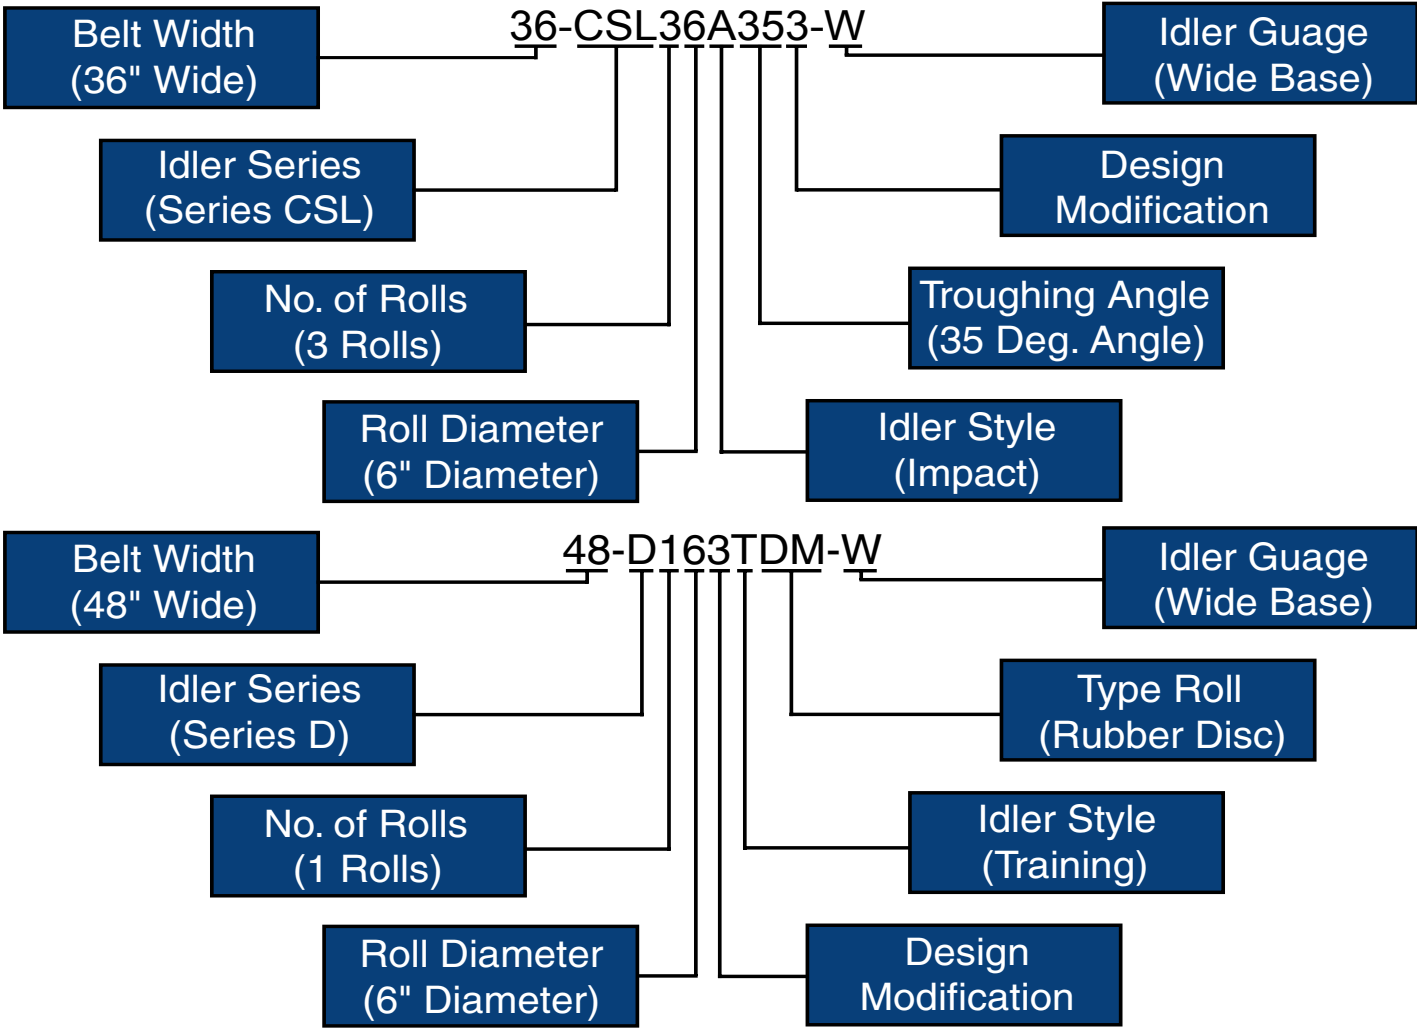 36-CSL36A353-W
Belt Width
(36" Wide)
Idler Guage
(Wide Base)
Idler Series
(Series CSL)
Design
Modification
No. of Rolls
(3 Rolls)
Troughing Angle
(35 Deg. Angle)
Roll Diameter
(6" Diameter)
Idler Style
(Impact)
48-D163TDM-W
Belt Width
(48" Wide)
Idler Guage
(Wide Base)
Idler Series
(Series D)
Type Roll
(Rubber Disc)
No. of Rolls
(1 Rolls)
Idler Style
(Training)
Roll Diameter
(6" Diameter)
Design
Modification